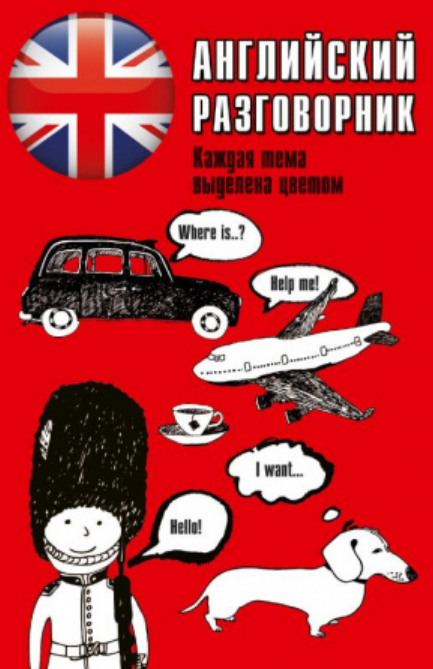 АНГЛИЙСКИЙ
РАЗГОВОРНИК
Каждая тема
выделена цветом
Where is..?
Help me!
I want...
Hello!